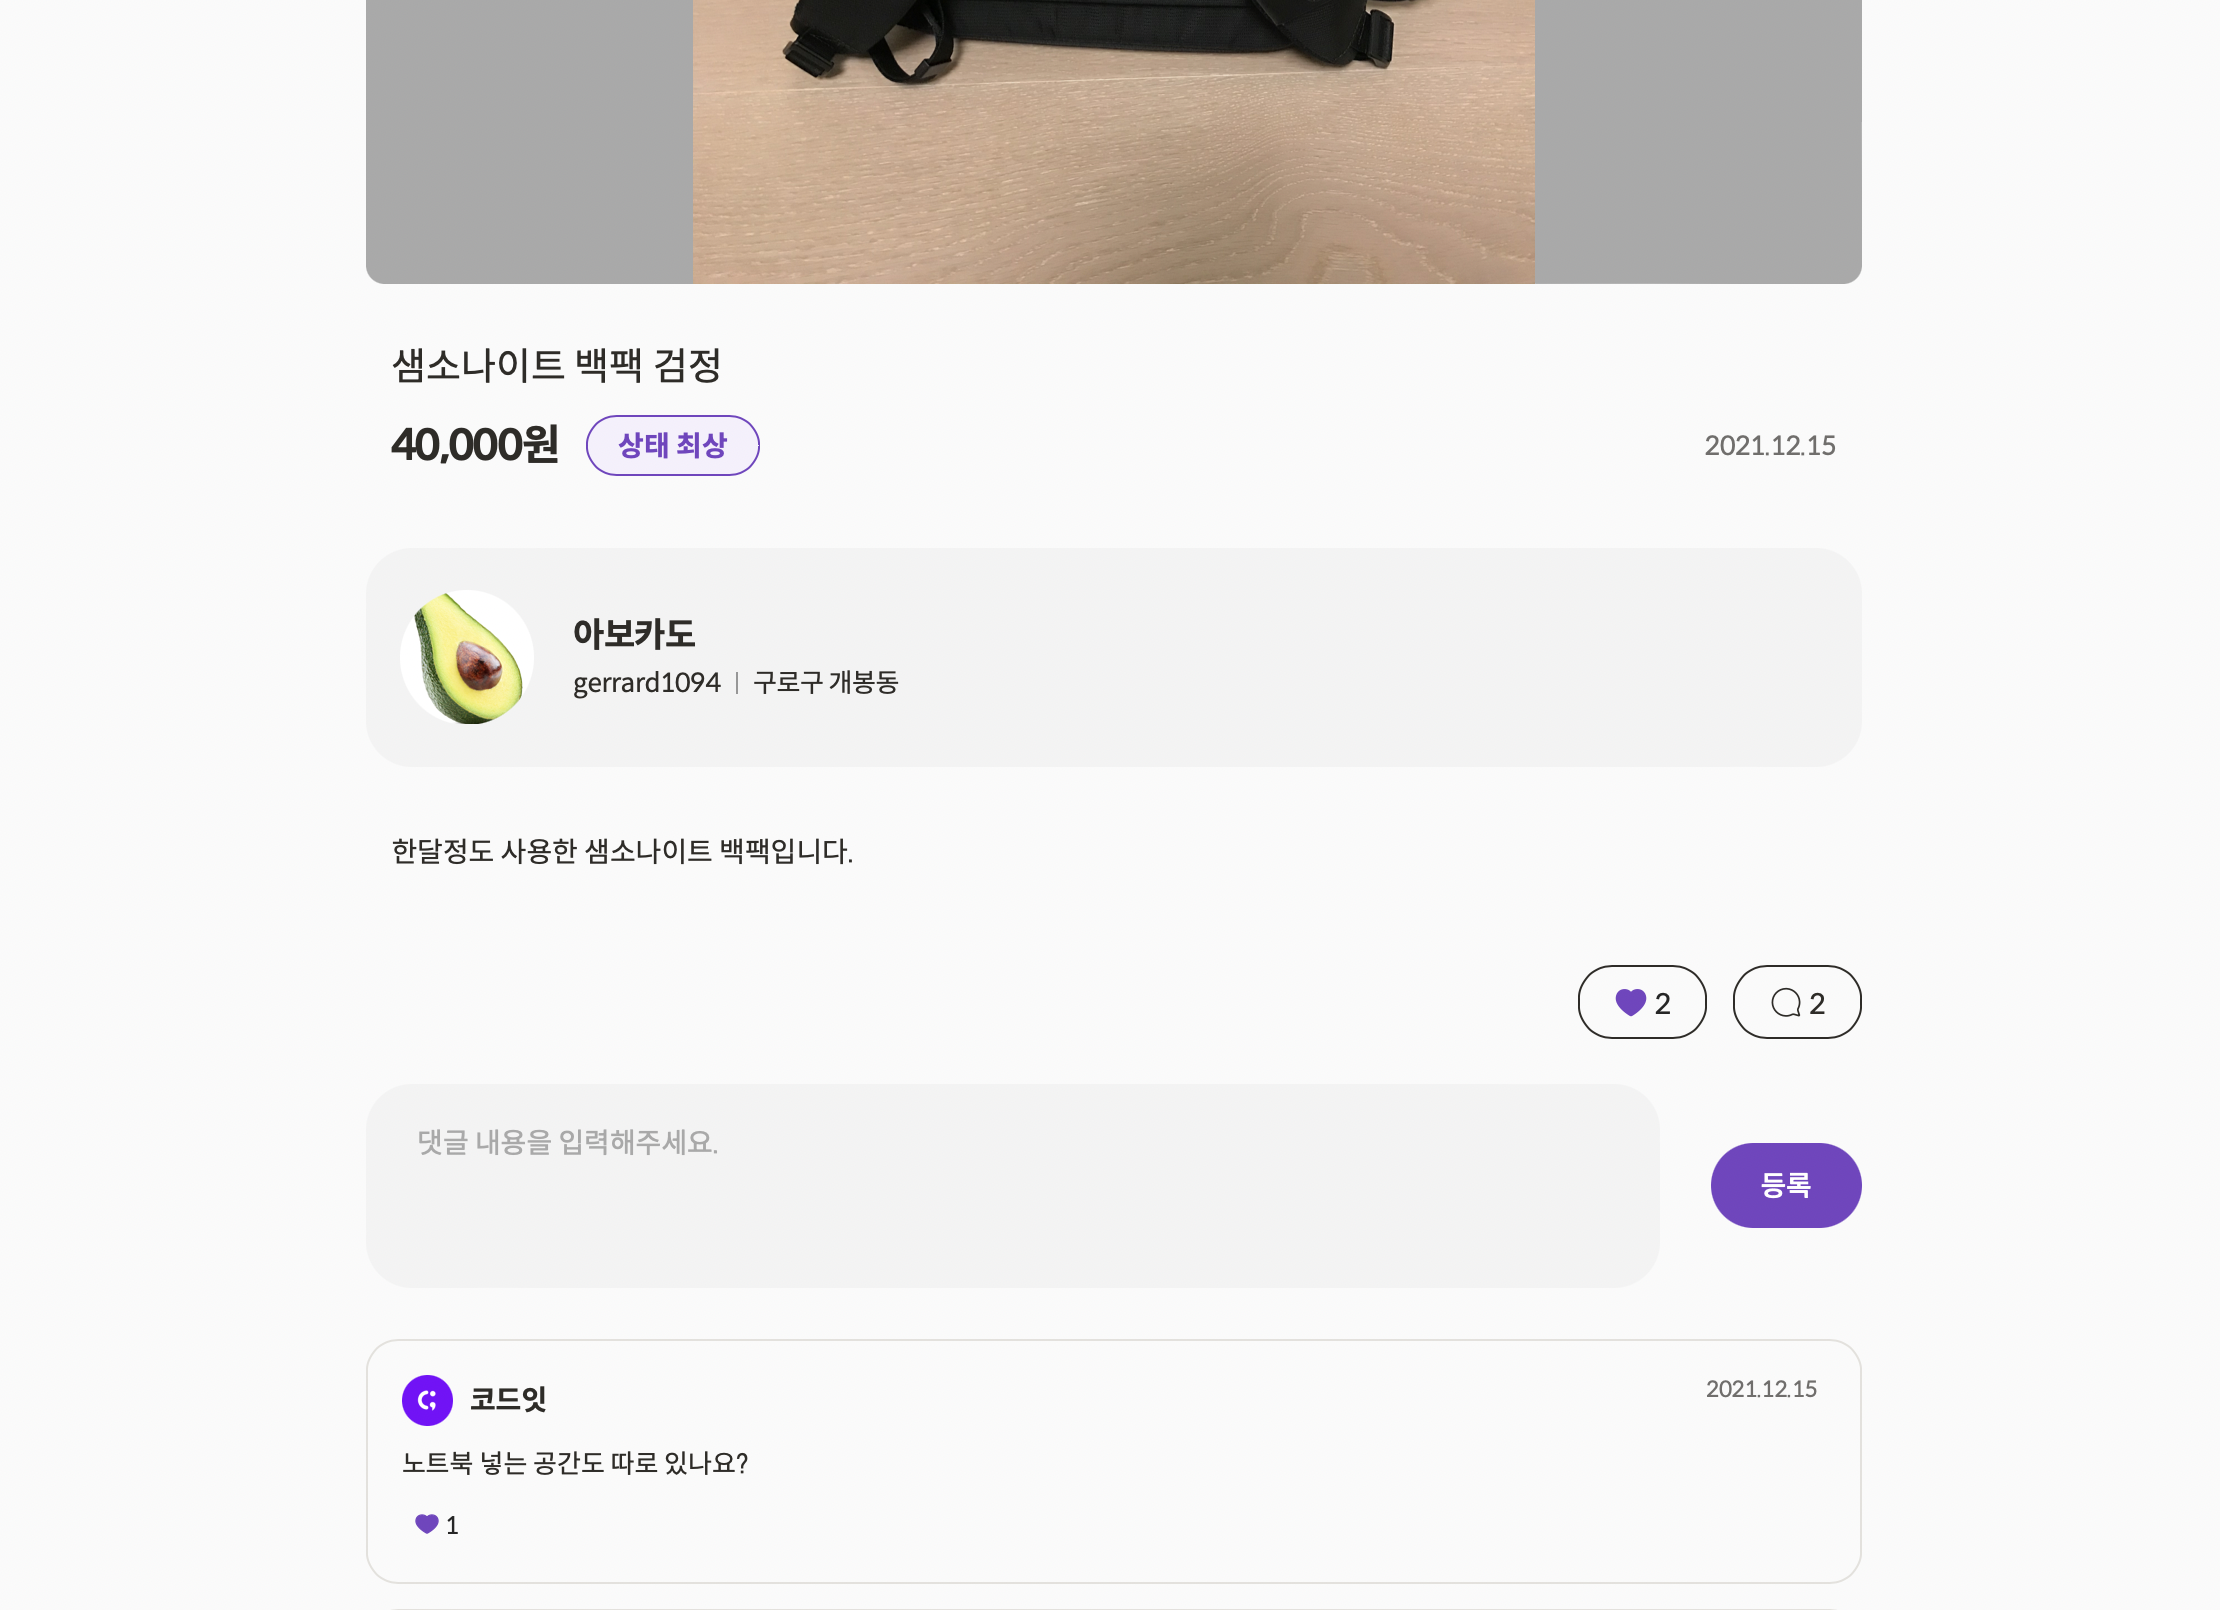 샘소나이트 백팩 검정
40,000원 상태 최상 2021.12.15
아보카도
gerrard1094 | 구로구 개봉동
한달정도 사용한 샘소나이트 백팩입니다.
2 2
댓글 내용을 입력해주세요.
등록
코드잇 2021.12.15
노트북 넣는 공간도 따로 있나요?
1